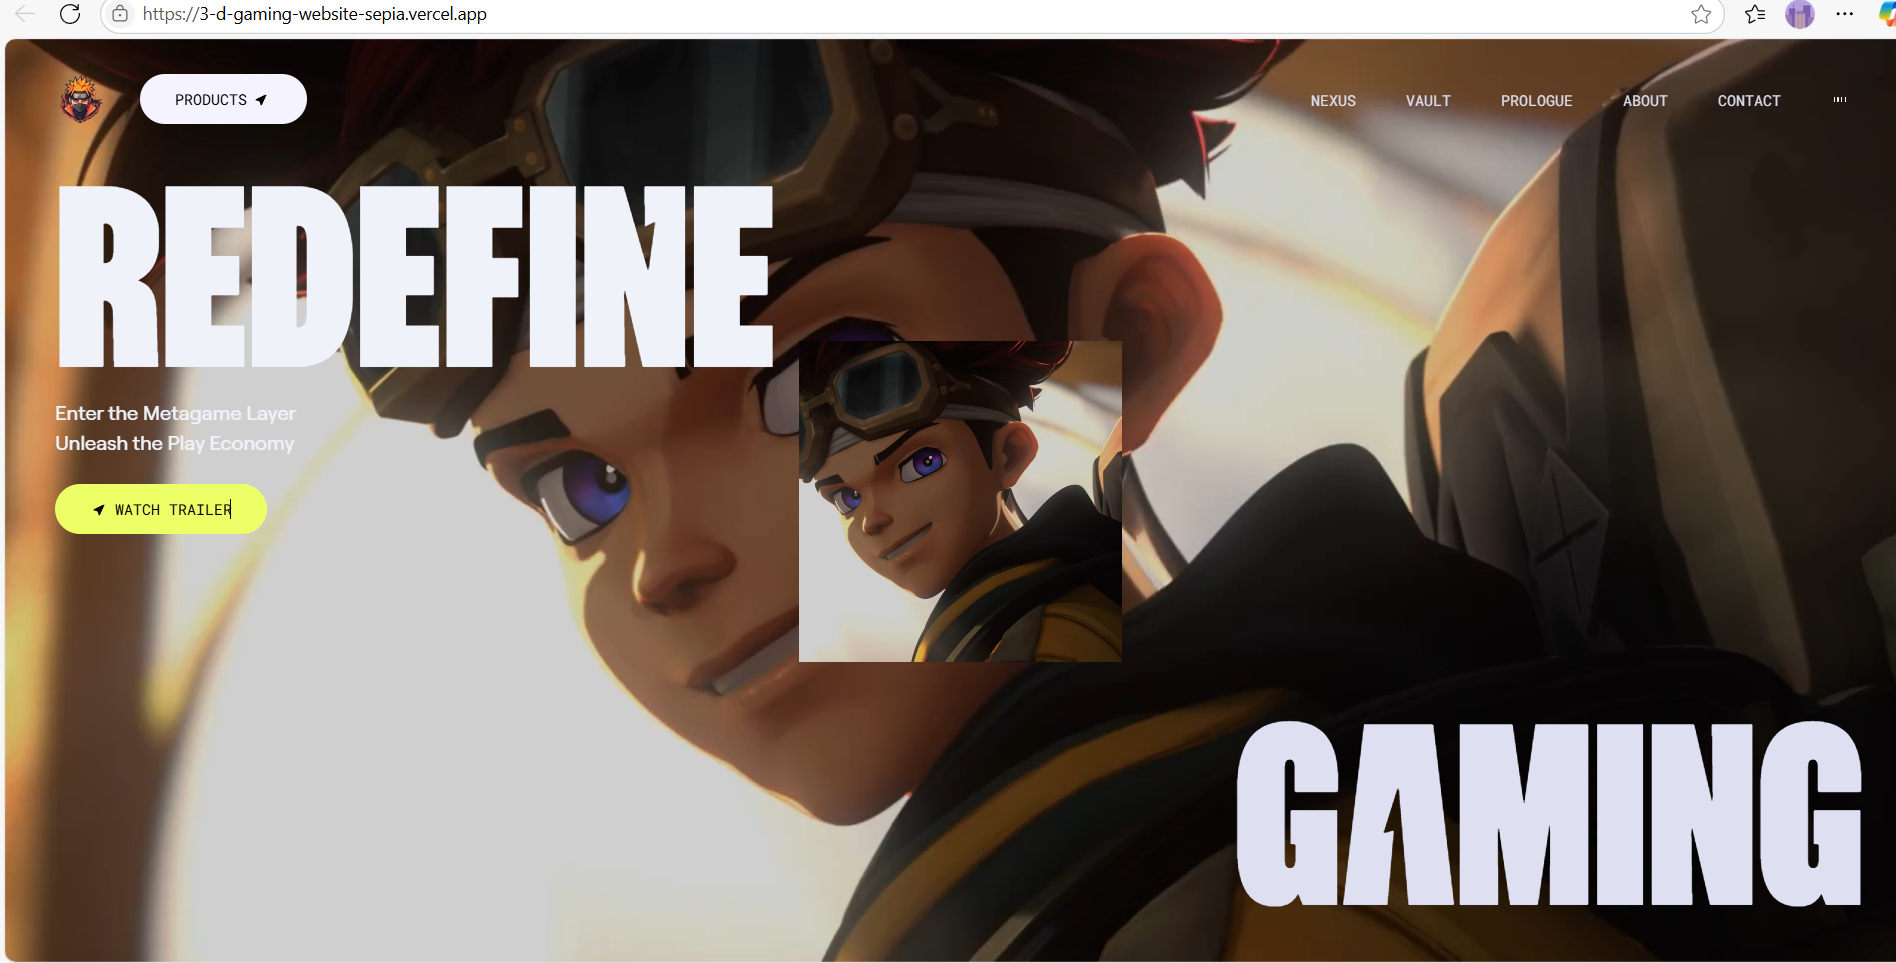 https://3-d-gaming-website-sepia.vercel.app
PRODUCTS
NEXUS VAULT PROLOGUE ABOUT CONTACT
REDEFINE
Enter the Metagame Layer
Unleash the Play Economy
WATCH TRAILER
GAMING